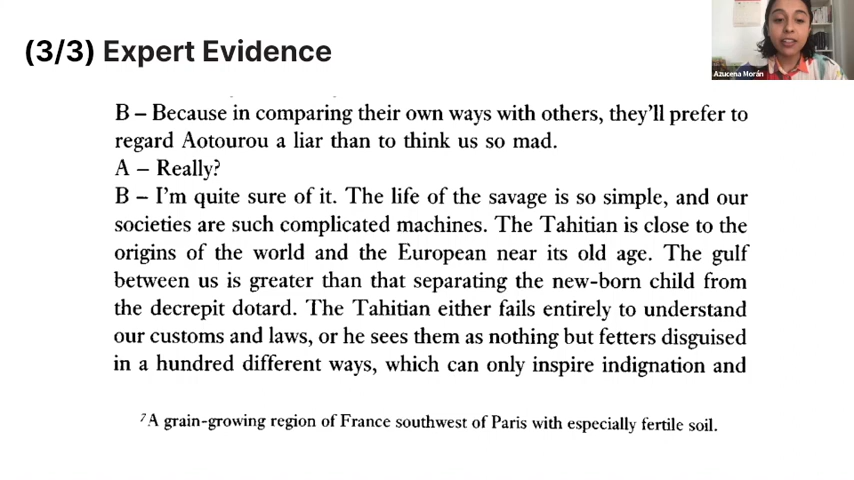 (3/3) Expert Evidence
Azucena Morán
B – Because in comparing their own ways with others, they'll prefer to
regard Aotourou a liar than to think us so mad.
A – Really?
B – I'm quite sure of it. The life of the savage is so simple, and our
societies are such complicated machines. The Tahitian is close to the
origins of the world and the European near its old age. The gulf
between us is greater than that separating the new-born child from
the decrepit dotard. The Tahitian either fails entirely to understand
our customs and laws, or he sees them as nothing but fetters disguised
in a hundred different ways, which can only inspire indignation and
⁷A grain-growing region of France southwest of Paris with especially fertile soil.